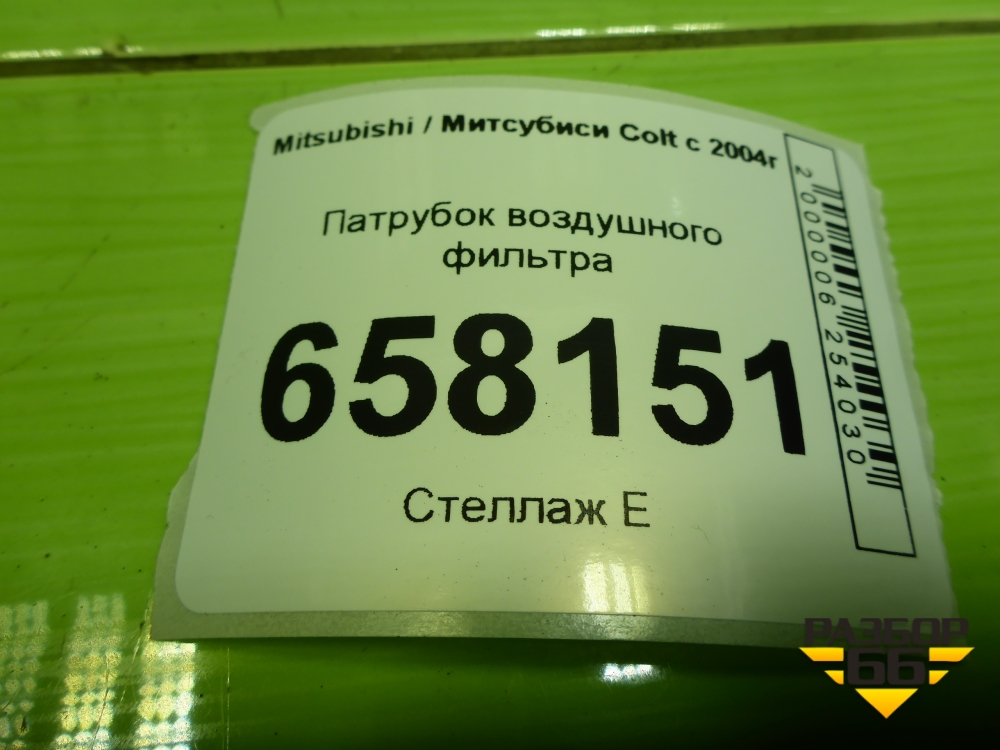 Mitsubishi / Митсубиси Colt с 2004г
Патрубок воздушного
фильтра
658151
Стеллаж Е
2000006254030
РАЗБОР
66